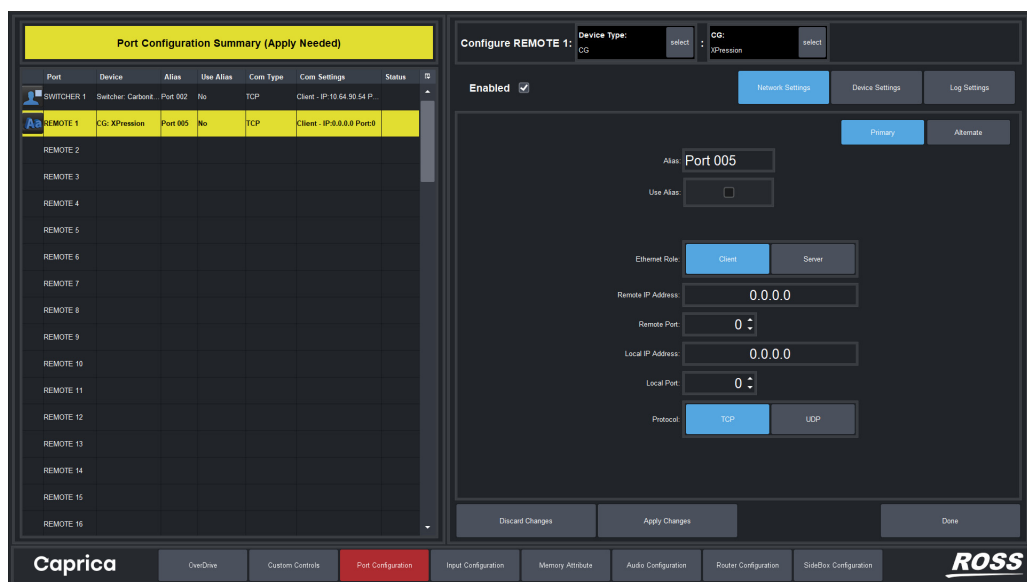 Port Configuration Summary (Apply Needed)
Port Device Alias Use Alias Com Type Com Settings Status
SWITCHER 1 Switcher: Carbonit... Port 002 No TCP Client - IP:10.64.90.54 P...
Aa REMOTE 1 CG: XPression Port 005 No TCP Client - IP:0.0.0.0 Port:0
REMOTE 2
REMOTE 3
REMOTE 4
REMOTE 5
REMOTE 6
REMOTE 7
REMOTE 8
REMOTE 9
REMOTE 10
REMOTE 11
REMOTE 12
REMOTE 13
REMOTE 14
REMOTE 15
REMOTE 16
Configure REMOTE 1: Device Type: CG select : CG: XPression select
Enabled Network Settings Device Settings Log Settings
Primary Alternate
Alias: Port 005
Use Alias:
Ethernet Role: Client Server
Remote IP Address: 0.0.0.0
Remote Port: 0
Local IP Address: 0.0.0.0
Local Port: 0
Protocol: TCP UDP
Discard Changes Apply Changes Done
Caprica OverDrive Custom Controls Port Configuration Input Configuration Memory Attribute Audio Configuration Router Configuration SideBox Configuration ROSS